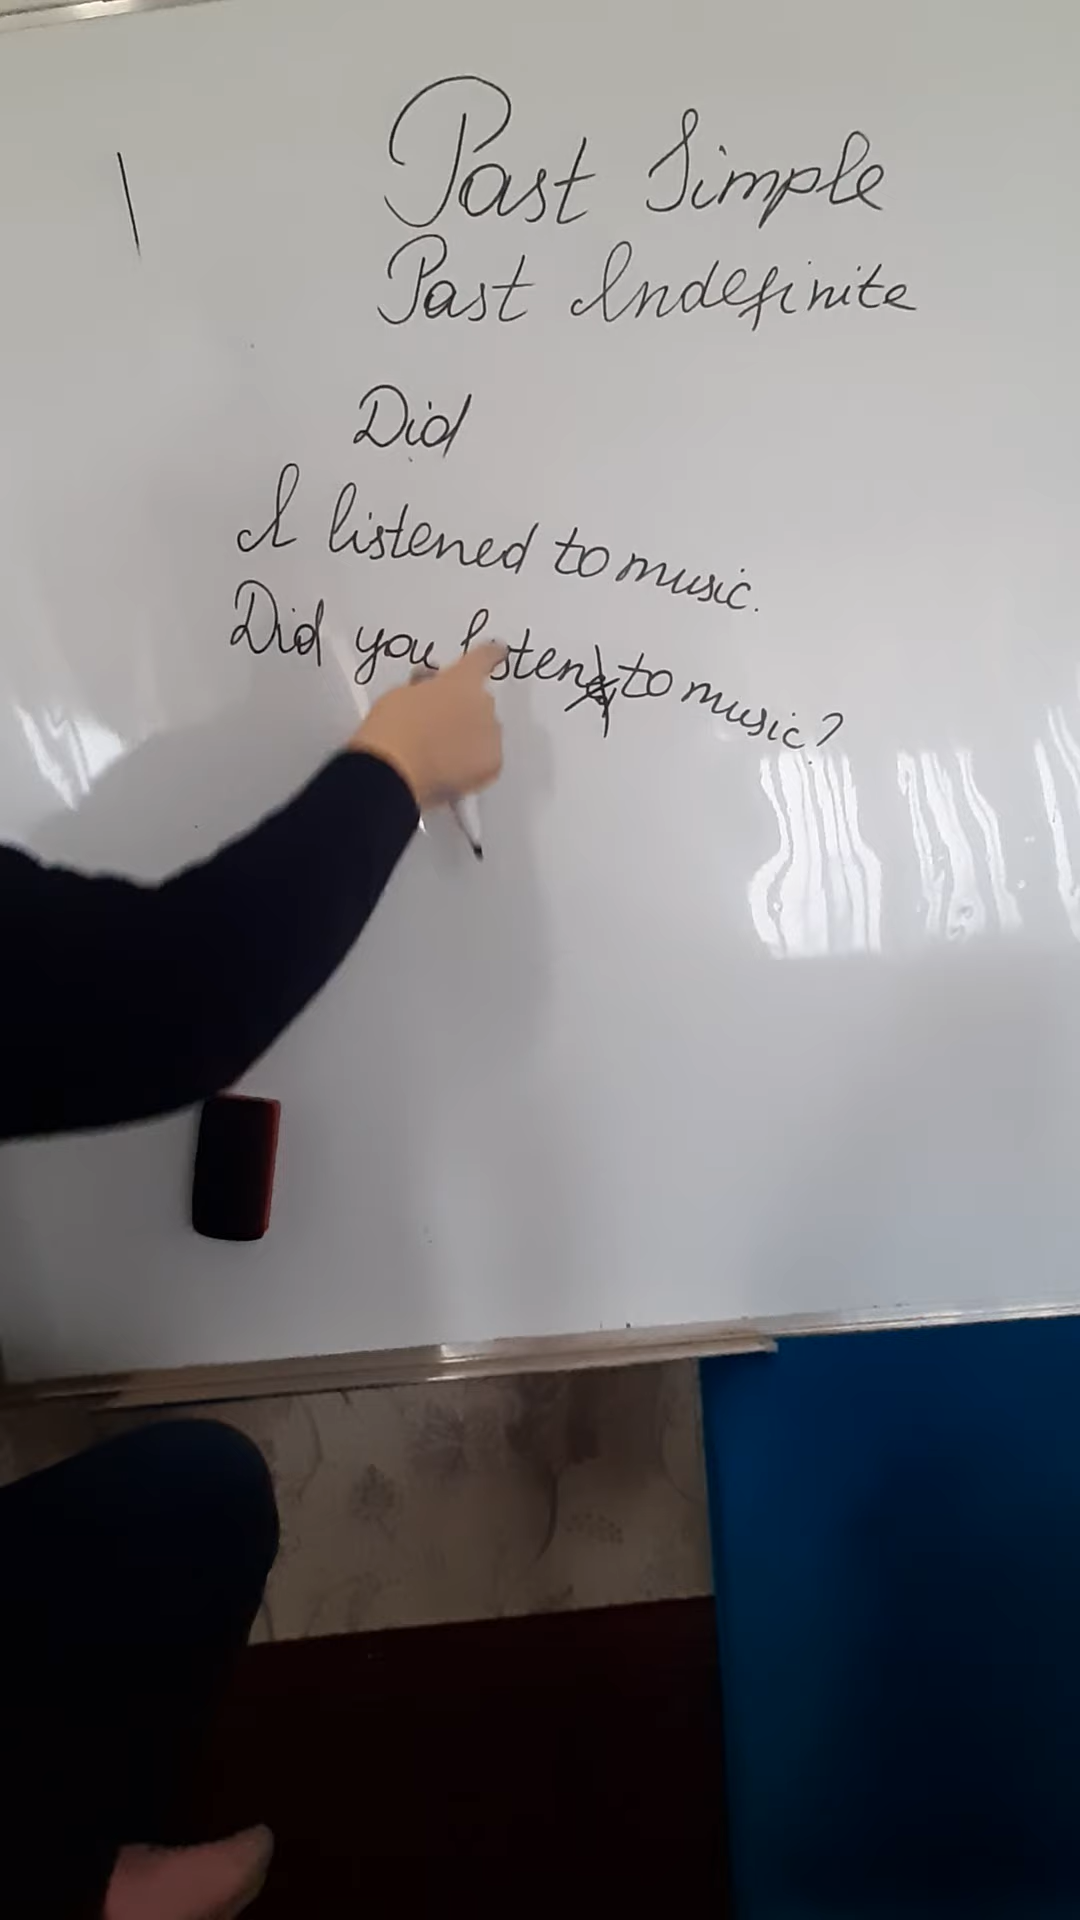 Past Simple
Past Indefinite
Did
I listened to music.
Did you listen to music?